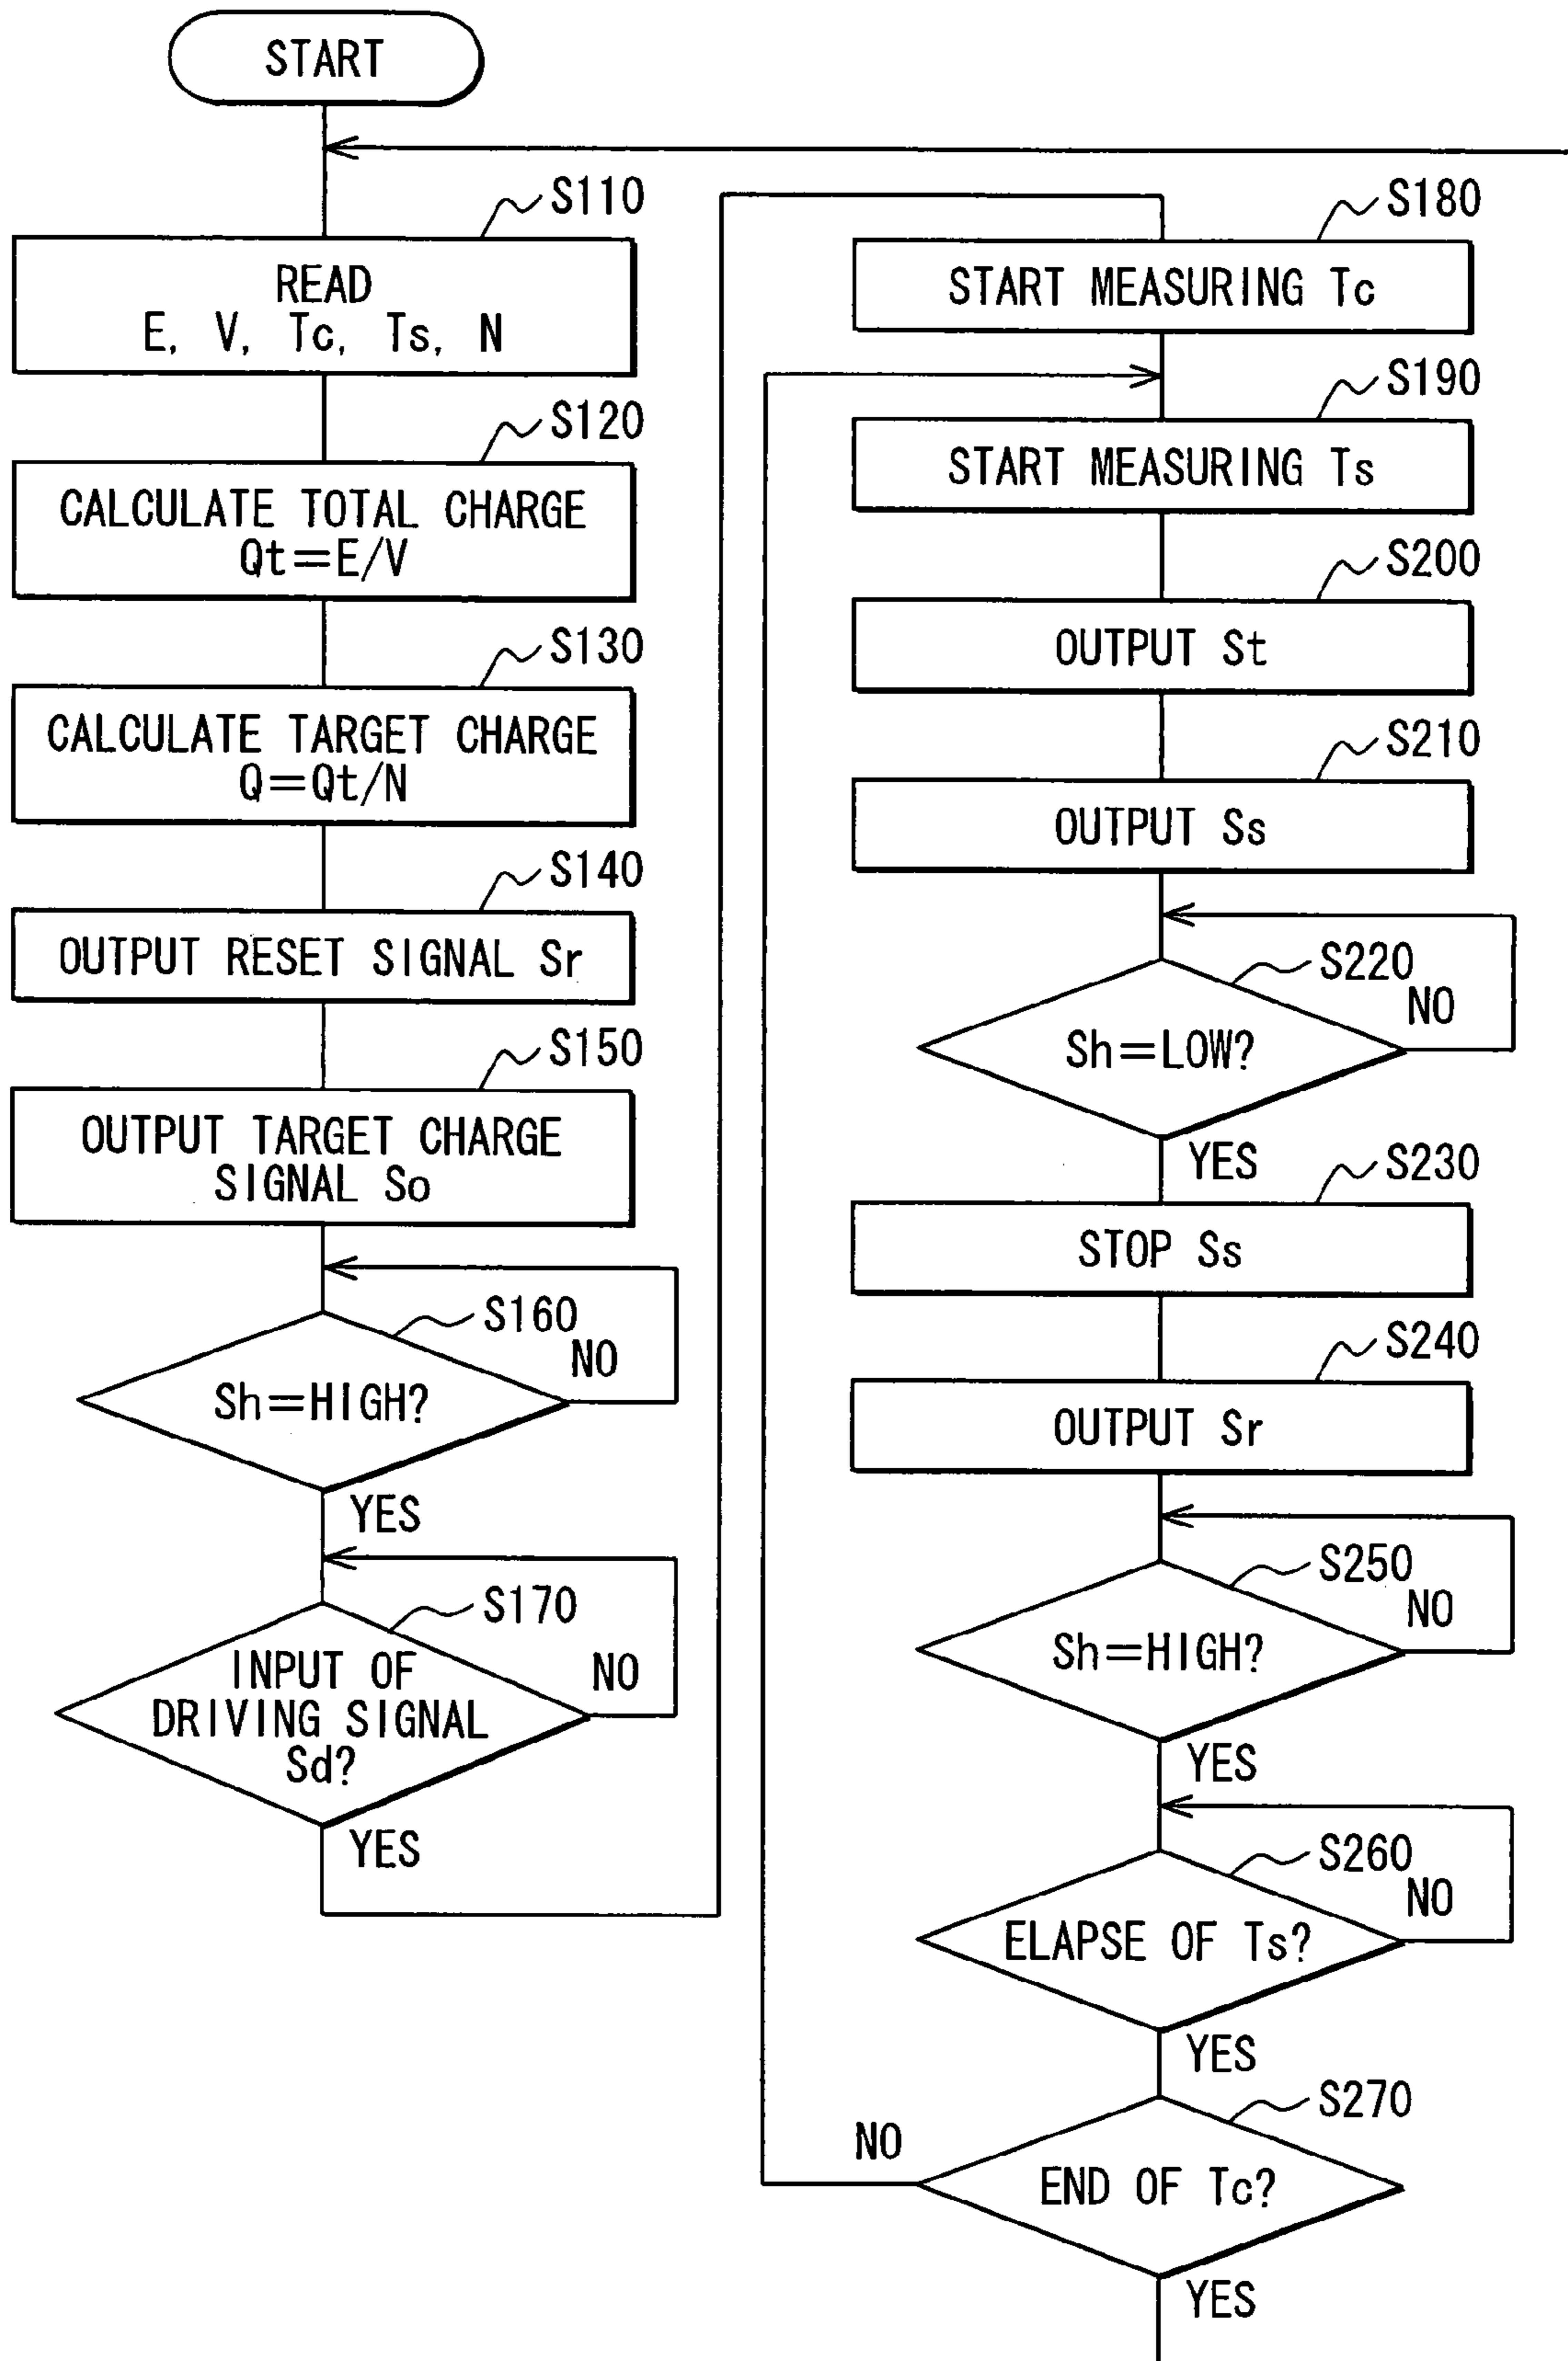 START
S110
READ
E, V, Tc, Ts, N
S120
CALCULATE TOTAL CHARGE
Qt=E/V
S130
CALCULATE TARGET CHARGE
Q=Qt/N
S140
OUTPUT RESET SIGNAL Sr
S150
OUTPUT TARGET CHARGE
SIGNAL So
S160
NO
Sh=HIGH?
YES
S170
NO
INPUT OF
DRIVING SIGNAL
Sd?
YES
S180
START MEASURING Tc
S190
START MEASURING Ts
S200
OUTPUT St
S210
OUTPUT Ss
S220
NO
Sh=LOW?
YES
S230
STOP Ss
S240
OUTPUT Sr
S250
NO
Sh=HIGH?
YES
S260
NO
ELAPSE OF Ts?
YES
S270
NO
END OF Tc?
YES